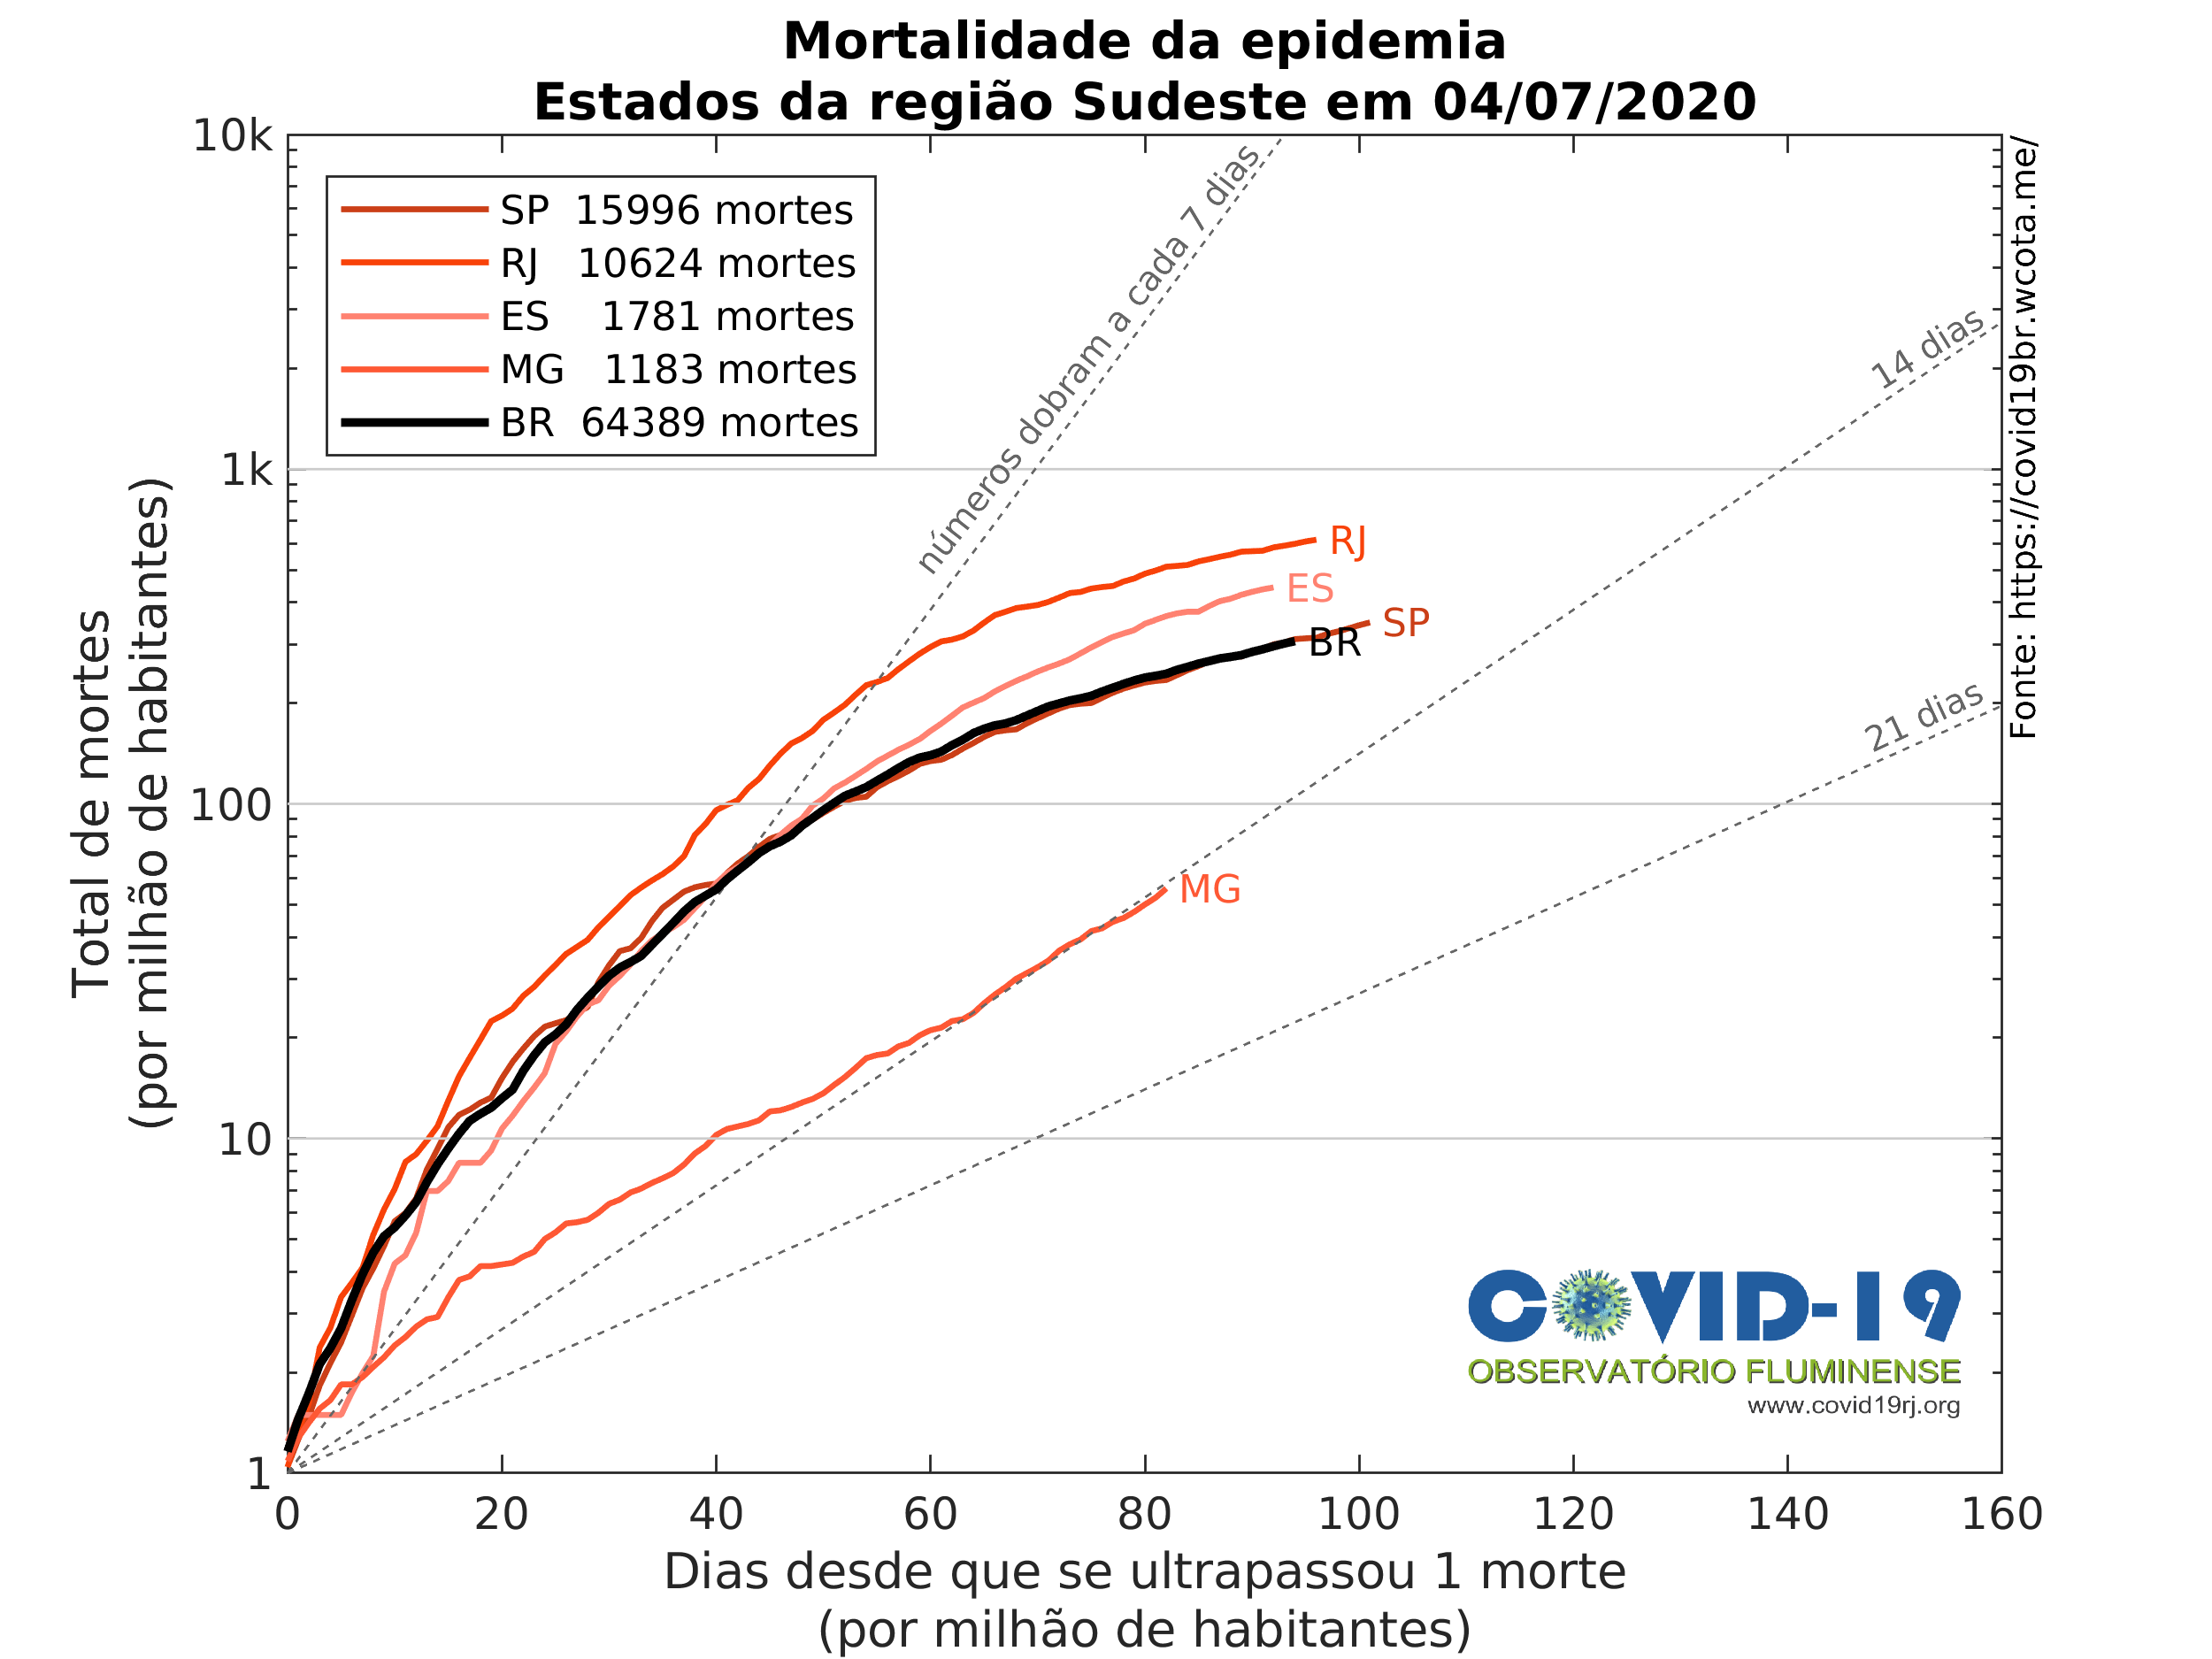 Mortalidade da epidemia
Estados da região Sudeste em 04/07/2020
10k
1k
100
10
1
Total de mortes
(por milhão de habitantes)
SP 15996 mortes
RJ 10624 mortes
ES 1781 mortes
MG 1183 mortes
BR 64389 mortes
números dobram a cada 7 dias
14 dias
21 dias
RJ
ES
SP
BR
MG
Fonte: https://covid19br.wcota.me/
COVID-19
OBSERVATÓRIO FLUMINENSE
www.covid19rj.org
0 20 40 60 80 100 120 140 160
Dias desde que se ultrapassou 1 morte
(por milhão de habitantes)